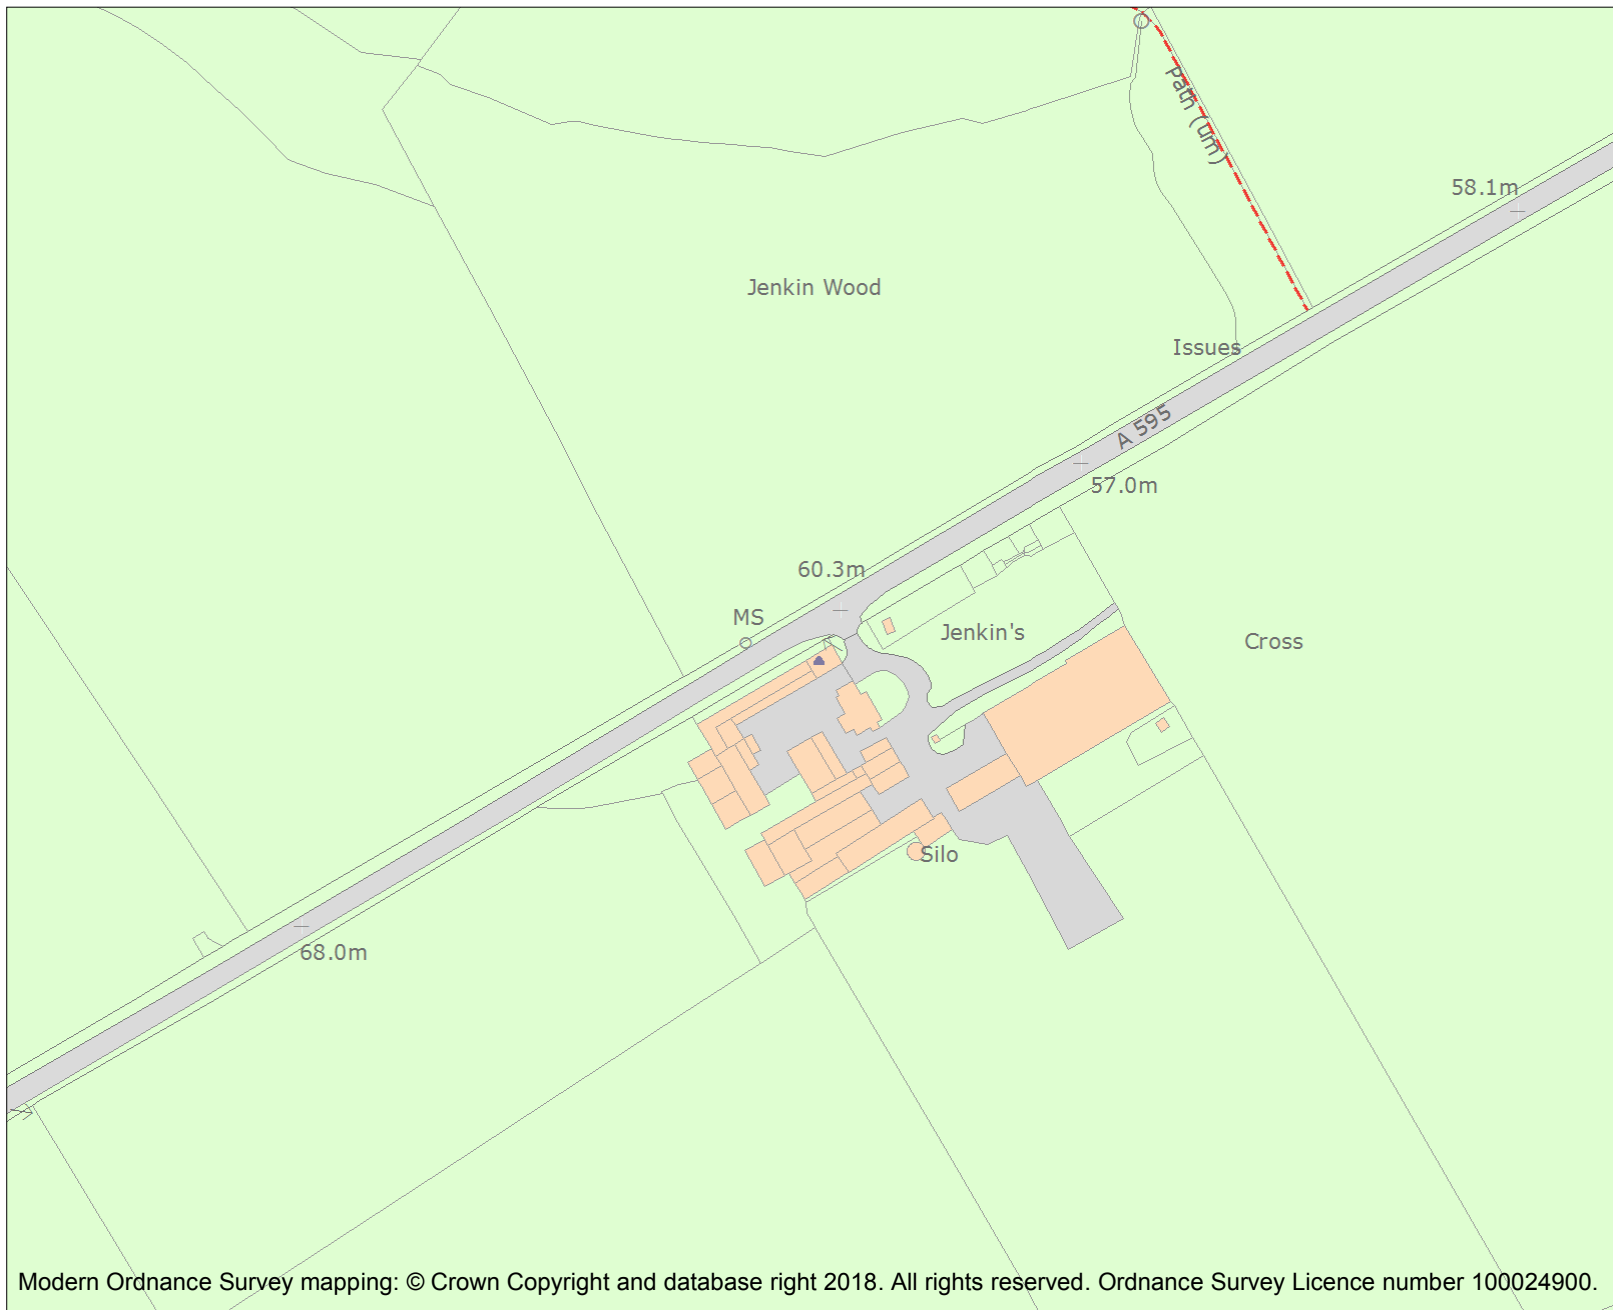 Path (um)
58.1m
Jenkin Wood
Issues
A 595
57.0m
60.3m
MS
Jenkin's
Cross
Silo
68.0m
Modern Ordnance Survey mapping: © Crown Copyright and database right 2018. All rights reserved. Ordnance Survey Licence number 100024900.